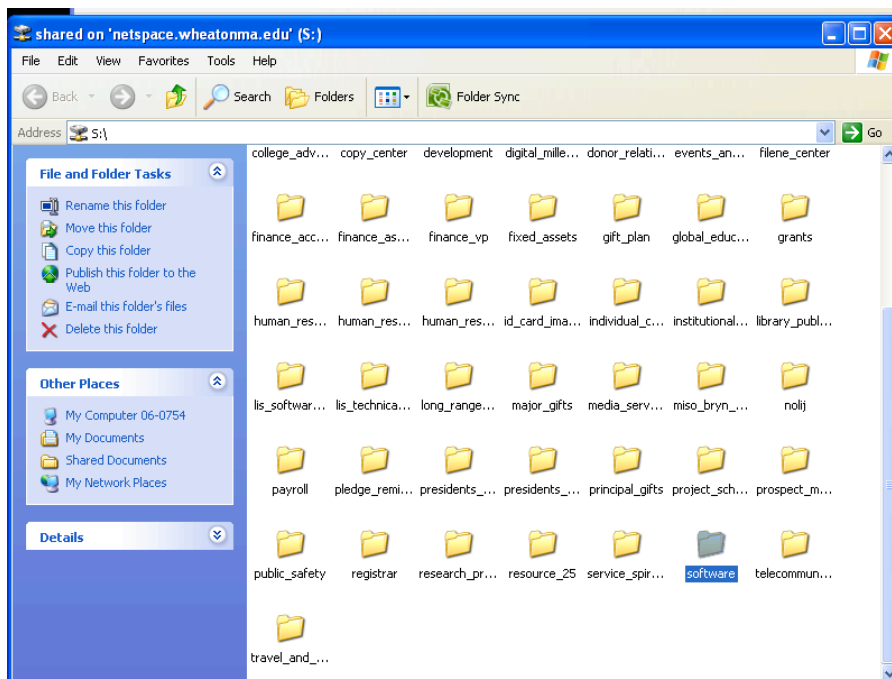 shared on 'netspace.wheatonma.edu' (S:)
File Edit View Favorites Tools Help
Back Search Folders Folder Sync
Address S:\ Go
File and Folder Tasks
Rename this folder
Move this folder
Copy this folder
Publish this folder to the
Web
E-mail this folder's files
Delete this folder
Other Places
My Computer 06-0754
My Documents
Shared Documents
My Network Places
Details
college_adv... copy_center development digital_mille... donor_relati... events_an... filene_center
finance_acc... finance_as... finance_vp fixed_assets gift_plan global_educ... grants
human_res... human_res... human_res... id_card_ima... individual_c... institutional... library_publ...
lis_softwar... lis_technica... long_range... major_gifts media_serv... miso_bryn_... nolij
payroll pledge_remi... presidents_... presidents_... principal_gifts project_sch... prospect_m...
public_safety registrar research_pr... resource_25 service_spir... software telecommun...
travel_and_...